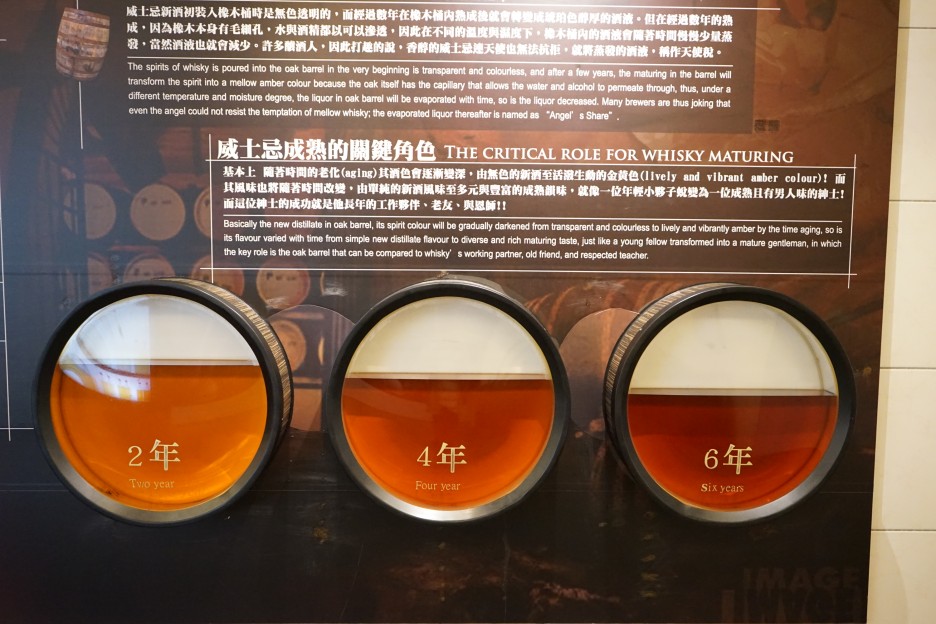 威士忌新酒初裝入橡木桶時是無色透明的，而經過數年在橡木桶內熟成後就會轉變成琥珀色醇厚的酒液。但在經過數年的熟
成，因為橡木本身有毛細孔，水與酒精都以可以滲透，因此在不同的溫度與濕度下，橡木桶內的酒液會隨著時間慢慢少量蒸
發，當然酒液也就會減少。許多釀酒人，因此打趣的說，香醇的威士忌連天使也無法抗拒，就將蒸發的酒液，稱作天使稅。
The spirits of whisky is poured into the oak barrel in the very beginning is transparent and colourless, and after a few years, the maturing in the barrel will
transform the spirit into a mellow amber colour because the oak itself has the capillary that allows the water and alcohol to permeate through, thus, under a
different temperature and moisture degree, the liquor in oak barrel will be evaporated with time, so is the liquor decreased. Many brewers are thus joking that
even the angel could not resist the temptation of mellow whisky; the evaporated liquor thereafter is named as “Angel’s Share”.
威士忌成熟的關鍵角色 THE CRITICAL ROLE FOR WHISKY MATURING
基本上 隨著時間的老化(aging)其酒色會逐漸變深，由無色的新酒至活潑生動的金黃色(lively and vibrant amber colour)! 而
其風味也將隨著時間改變，由單純的新酒風味至多元與豐富的成熟韻味，就像一位年輕小夥子蛻變為一位成熟且有男人味的紳士!
而這位紳士的成功就是他長年的工作夥伴、老友、與恩師!!
Basically the new distillate in oak barrel, its spirit colour will be gradually darkened from transparent and colourless to lively and vibrantly amber by the time aging, so is
its flavour varied with time from simple new distillate flavour to diverse and rich maturing taste, just like a young fellow transformed into a mature gentleman, in which
the key role is the oak barrel that can be compared to whisky’s working partner, old friend, and respected teacher.
2年
Two year
4年
Four year
6年
Six years
IMAGE